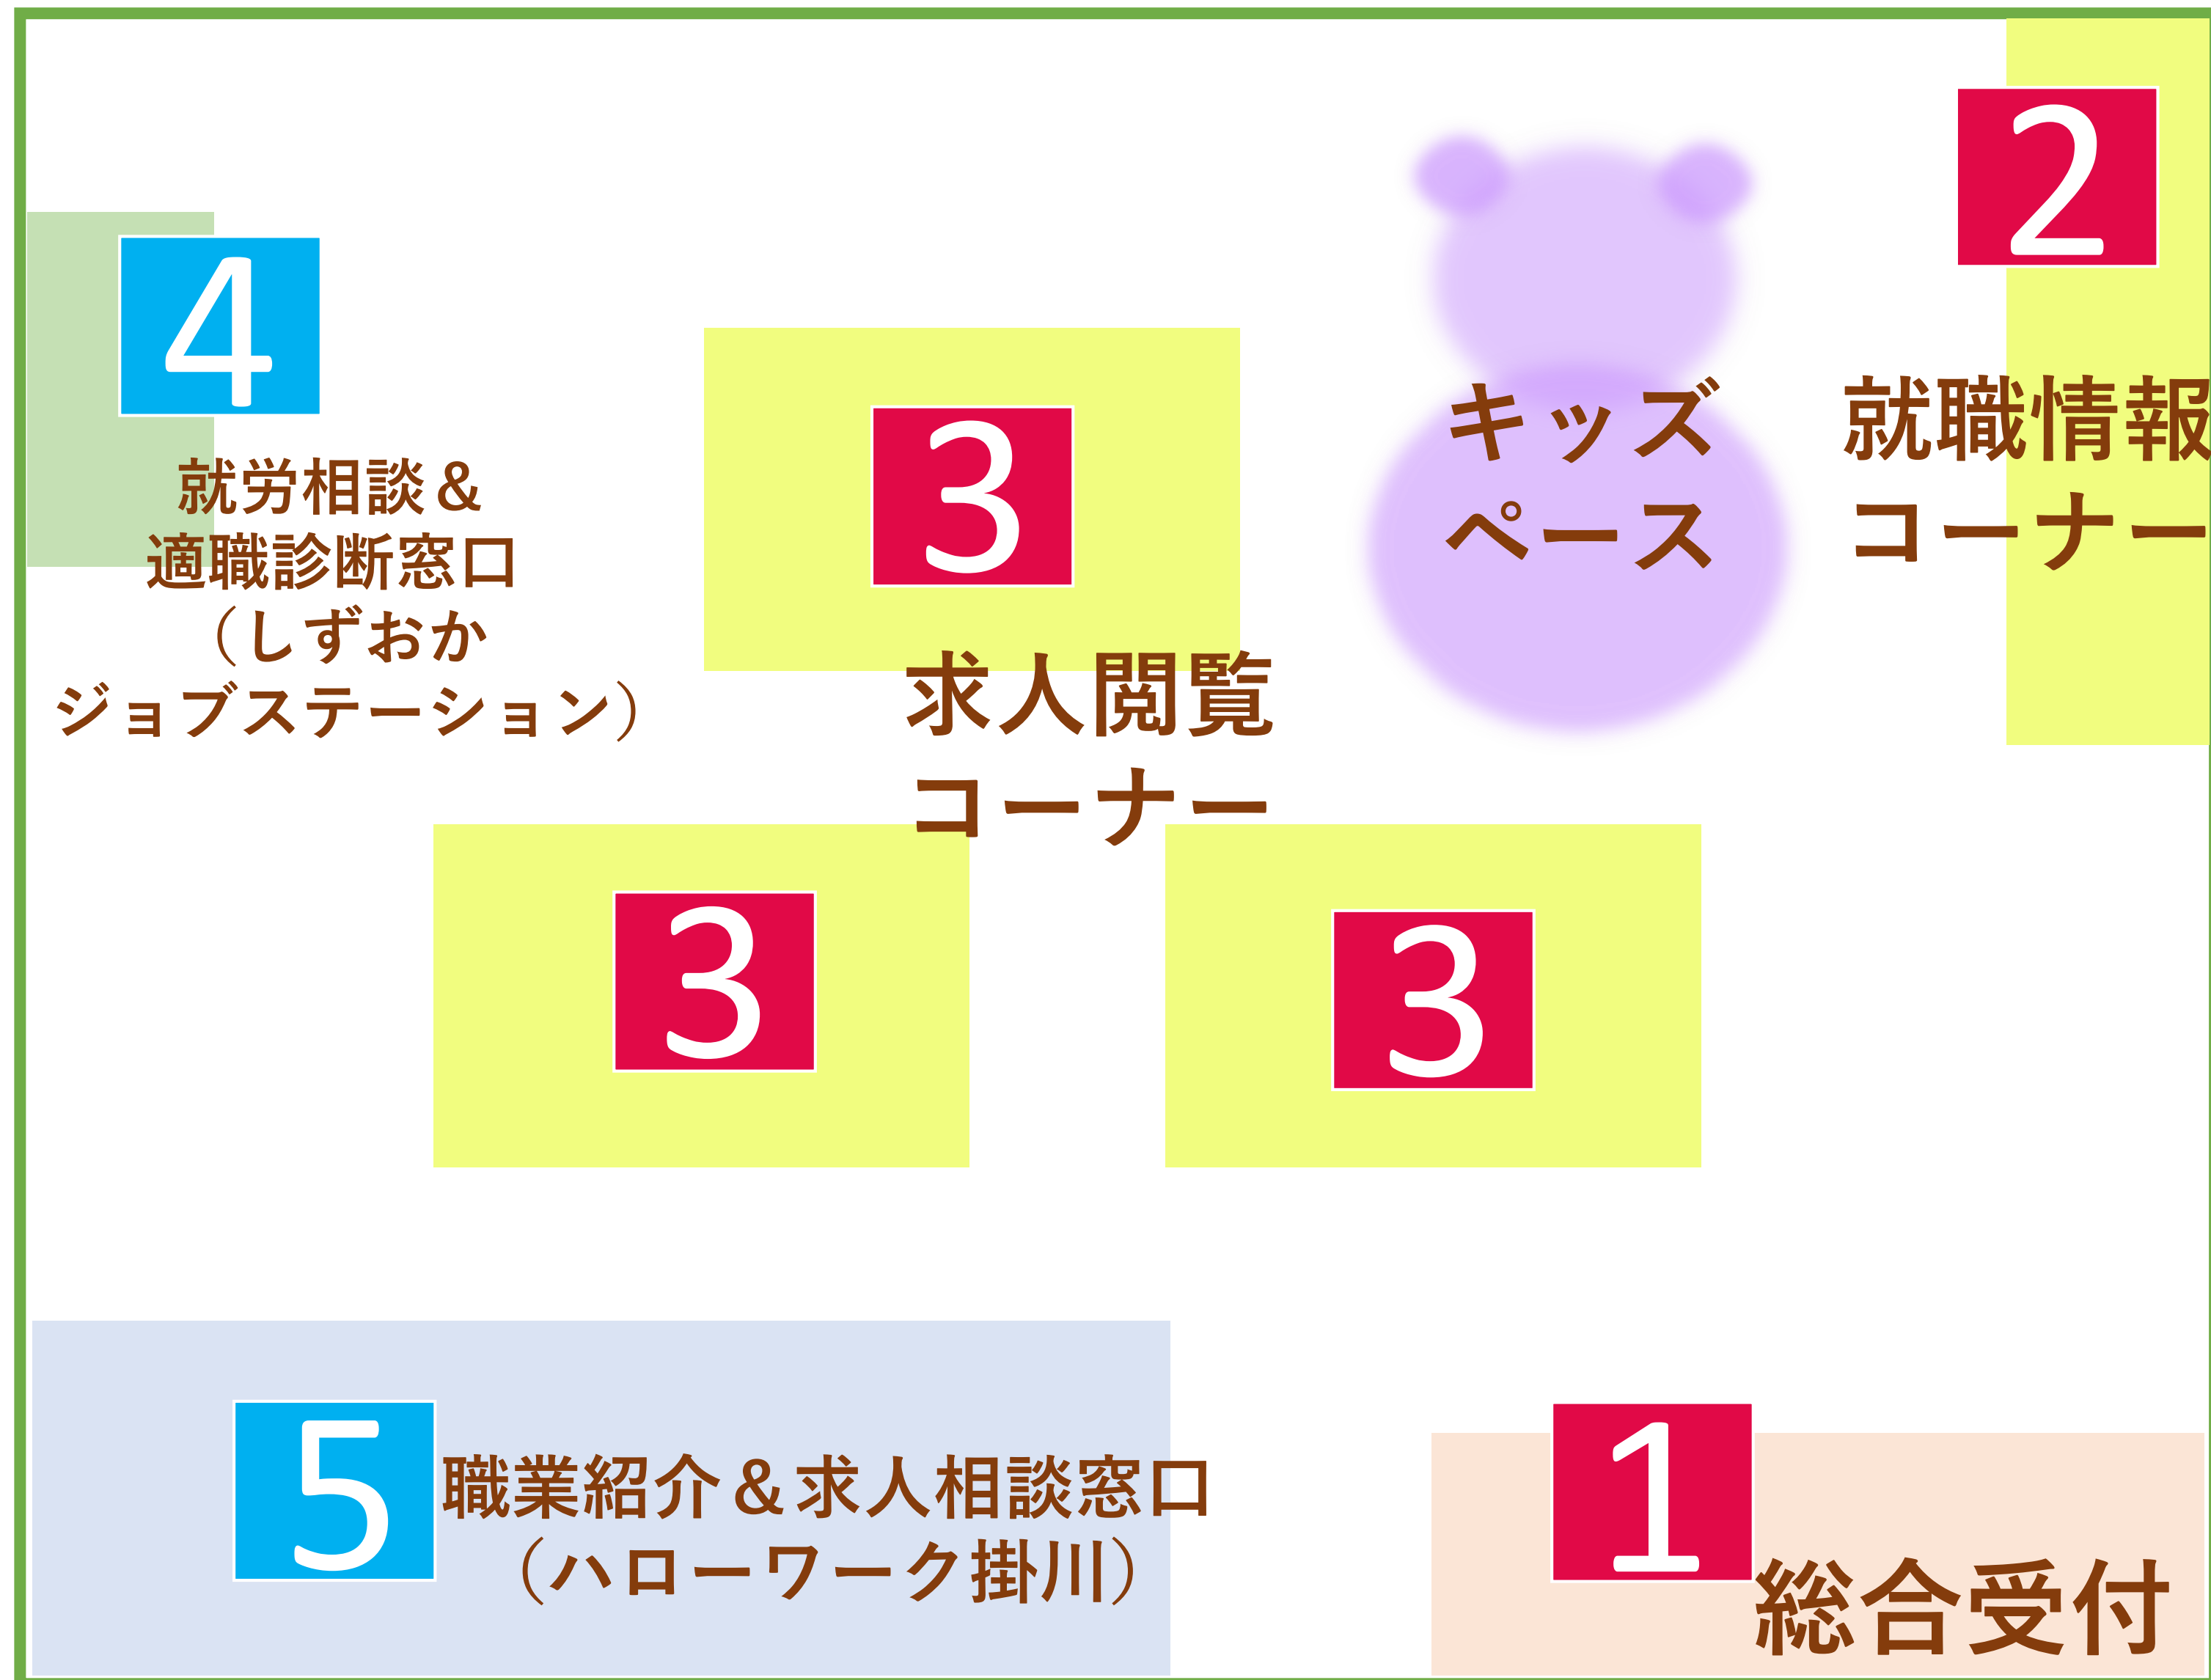 2
就職情報
コーナー
キッズ
ペース
4
就労相談&
適職診断窓口
（しずおか
ジョブステーション）
3
求人閲覧
コーナー
3
3
5
職業紹介&求人相談窓口
（ハローワーク掛川）
1
総合受付